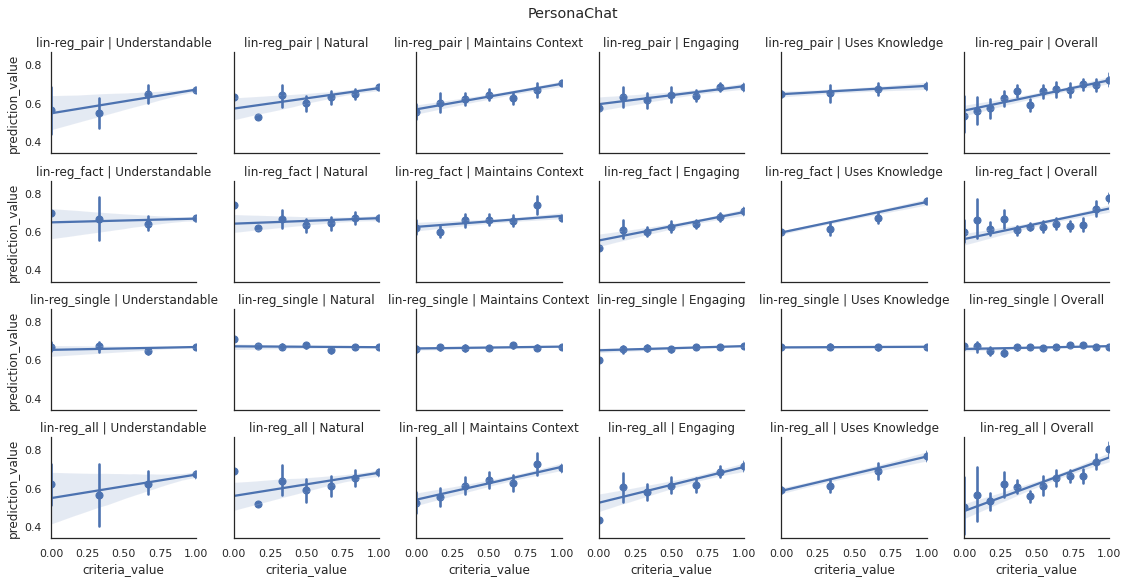 PersonaChat
lin-reg_pair | Understandable
lin-reg_pair | Natural
lin-reg_pair | Maintains Context
lin-reg_pair | Engaging
lin-reg_pair | Uses Knowledge
lin-reg_pair | Overall
prediction_value
0.8
0.6
0.4
lin-reg_fact | Understandable
lin-reg_fact | Natural
lin-reg_fact | Maintains Context
lin-reg_fact | Engaging
lin-reg_fact | Uses Knowledge
lin-reg_fact | Overall
prediction_value
0.8
0.6
0.4
lin-reg_single | Understandable
lin-reg_single | Natural
lin-reg_single | Maintains Context
lin-reg_single | Engaging
lin-reg_single | Uses Knowledge
lin-reg_single | Overall
prediction_value
0.8
0.6
0.4
lin-reg_all | Understandable
lin-reg_all | Natural
lin-reg_all | Maintains Context
lin-reg_all | Engaging
lin-reg_all | Uses Knowledge
lin-reg_all | Overall
prediction_value
0.8
0.6
0.4
0.00 0.25 0.50 0.75 1.00
0.00 0.25 0.50 0.75 1.00
0.00 0.25 0.50 0.75 1.00
0.00 0.25 0.50 0.75 1.00
0.00 0.25 0.50 0.75 1.00
0.00 0.25 0.50 0.75 1.00
criteria_value
criteria_value
criteria_value
criteria_value
criteria_value
criteria_value